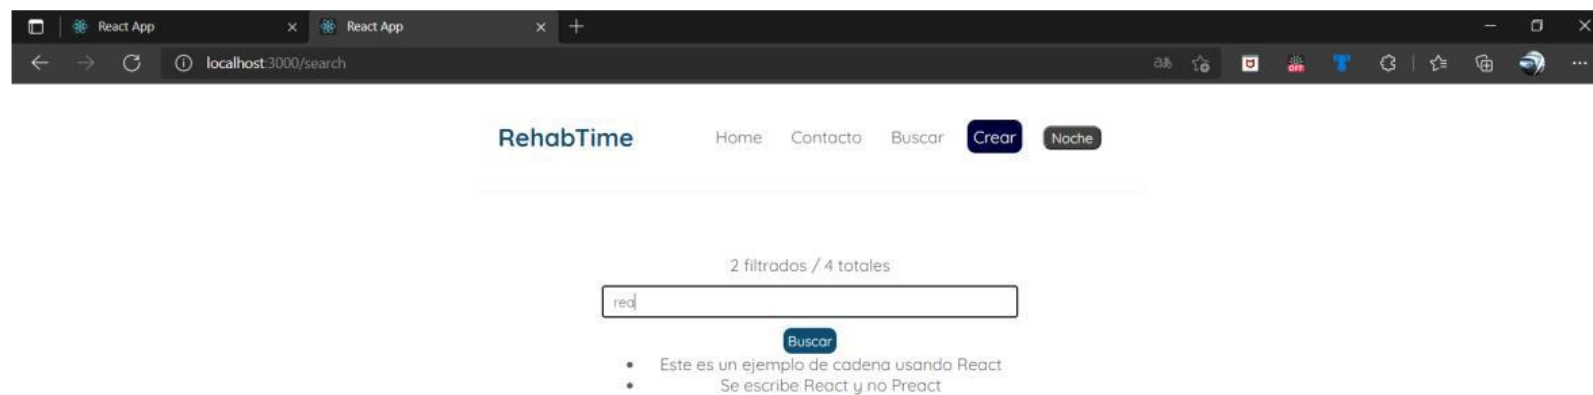 React App
React App
localhost:3000/search
RehabTime Home Contacto Buscar Crear Noche
2 filtrados / 4 totales
rea
Buscar
• Este es un ejemplo de cadena usando React
• Se escribe React y no Preact